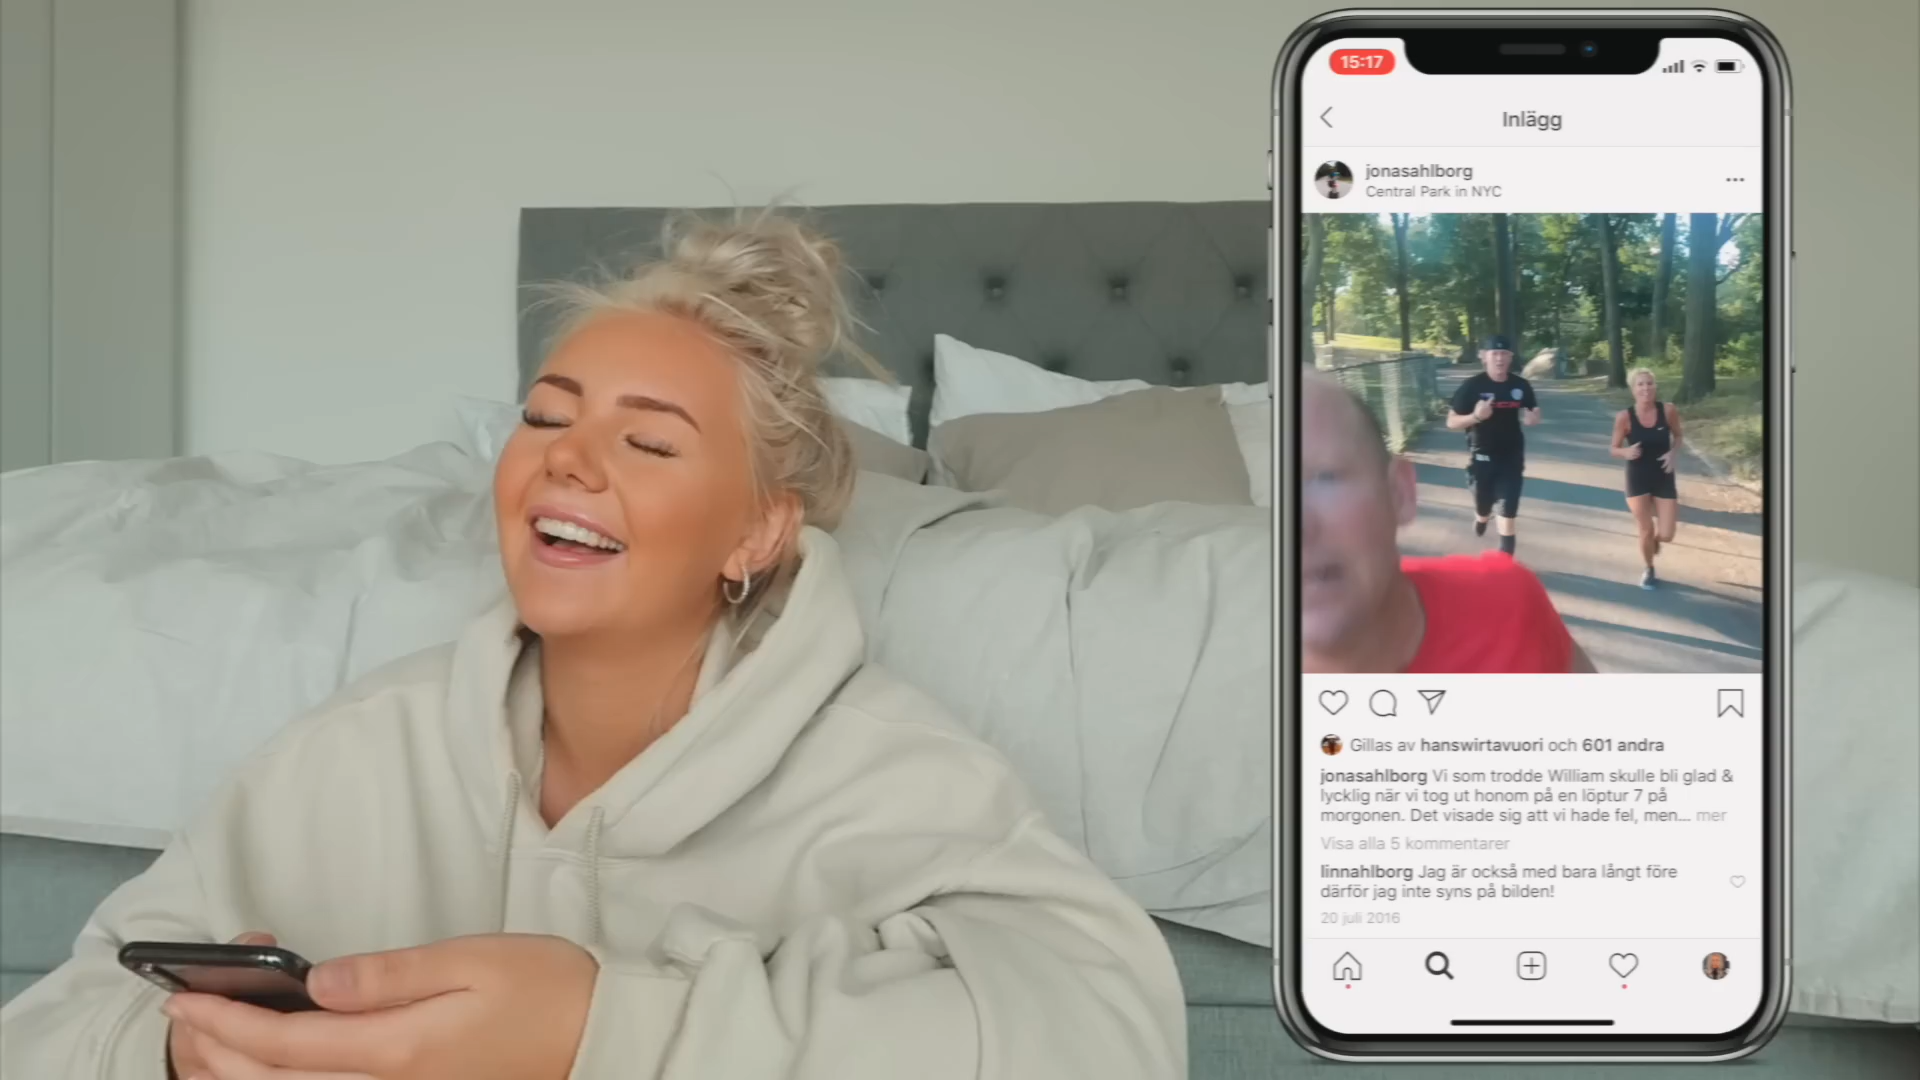 15:17
Inlägg
jonasahlborg
Central Park in NYC
Gillas av hanswirtavuori och 601 andra
jonasahlborg Vi som trodde William skulle bli glad &
lycklig när vi tog ut honom på en löptur 7 på
morgonen. Det visade sig att vi hade fel, men... mer
Visa alla 5 kommentarer
linnahlborg Jag är också med bara långt före
därför jag inte syns på bilden!
20 juli 2016